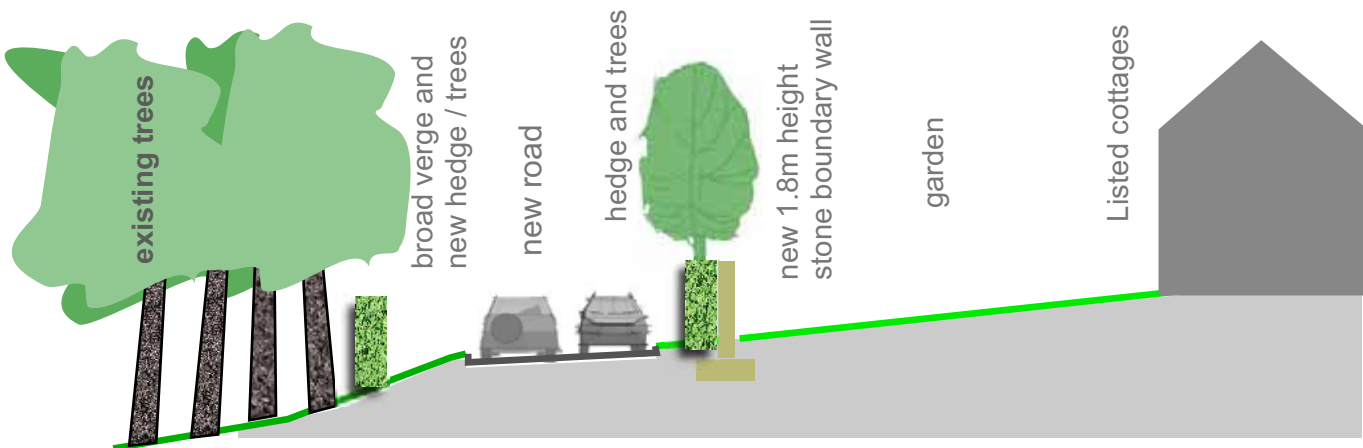 existing trees
broad verge and
new hedge / trees
new road
hedge and trees
new 1.8m height
stone boundary wall
garden
Listed cottages